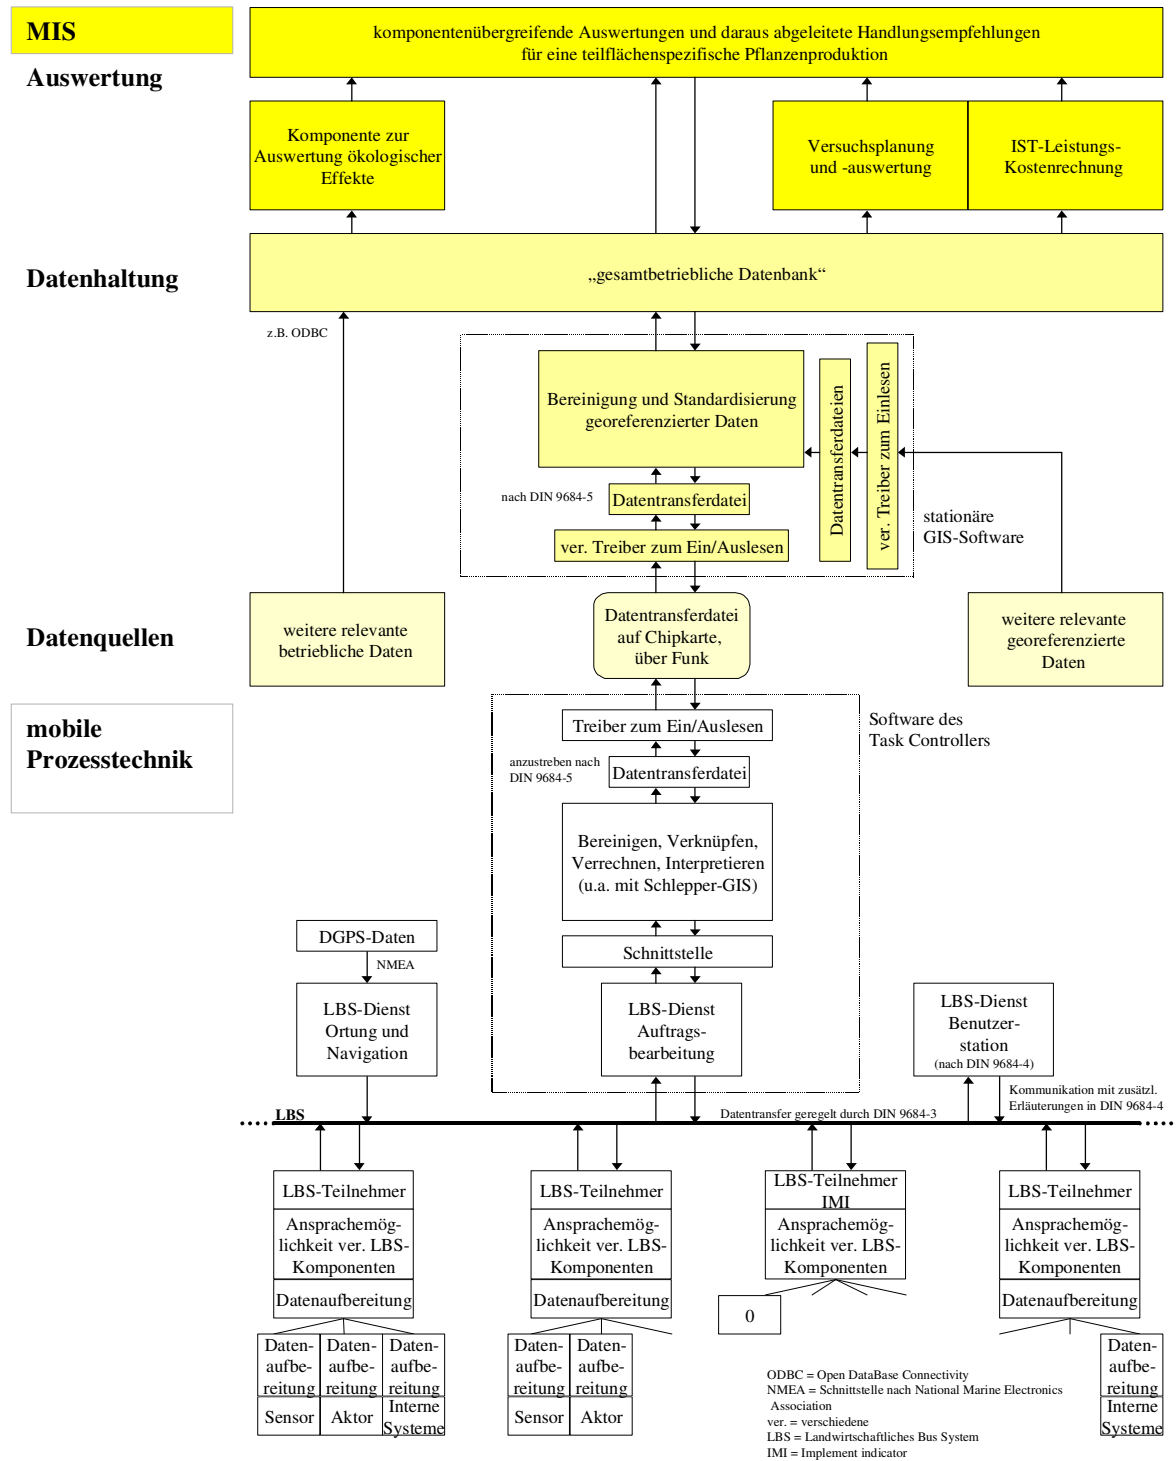 MIS
komponentenübergreifende Auswertungen und daraus abgeleitete Handlungsempfehlungen
für eine teilflächenspezifische Pflanzenproduktion
Auswertung
Komponente zur
Auswertung ökologischer
Effekte
Versuchsplanung
und -auswertung
IST-Leistungs-
Kostenrechnung
Datenhaltung
„gesamtbetriebliche Datenbank“
z.B. ODBC
Bereinigung und Standardisierung
georeferenzierter Daten
Datentransferdateien
ver. Treiber zum Einlesen
nach DIN 9684-5
Datentransferdatei
ver. Treiber zum Ein/Auslesen
stationäre
GIS-Software
Datenquellen
weitere relevante
betriebliche Daten
Datentransferdatei
auf Chipkarte,
über Funk
weitere relevante
georeferenzierte
Daten
mobile
Prozesstechnik
Treiber zum Ein/Auslesen
Software des
Task Controllers
anzustreben nach
DIN 9684-5
Datentransferdatei
Bereinigen, Verknüpfen,
Verrechnen, Interpretieren
(u.a. mit Schlepper-GIS)
DGPS-Daten
NMEA
Schnittstelle
LBS-Dienst
Ortung und
Navigation
LBS-Dienst
Auftrags-
bearbeitung
LBS-Dienst
Benutzer-
station
(nach DIN 9684-4)
Kommunikation mit zusätzl.
Erläuterungen in DIN 9684-4
LBS
Datentransfer geregelt durch DIN 9684-3
LBS-Teilnehmer
Ansprachemög-
lichkeit ver. LBS-
Komponenten
Datenaufbereitung
Daten-
aufbe-
reitung
Sensor
Daten-
aufbe-
reitung
Aktor
Daten-
aufbe-
reitung
Interne
Systeme
LBS-Teilnehmer
Ansprachemög-
lichkeit ver. LBS-
Komponenten
Datenaufbereitung
Daten-
aufbe-
reitung
Sensor
Daten-
aufbe-
reitung
Aktor
LBS-Teilnehmer
IMI
Ansprachemög-
lichkeit ver. LBS-
Komponenten
0
LBS-Teilnehmer
Ansprachemög-
lichkeit ver. LBS-
Komponenten
Datenaufbereitung
Daten-
aufbe-
reitung
Interne
Systeme
ODBC = Open DataBase Connectivity
NMEA = Schnittstelle nach National Marine Electronics
Association
ver. = verschiedene
LBS = Landwirtschaftliches Bus System
IMI = Implement indicator